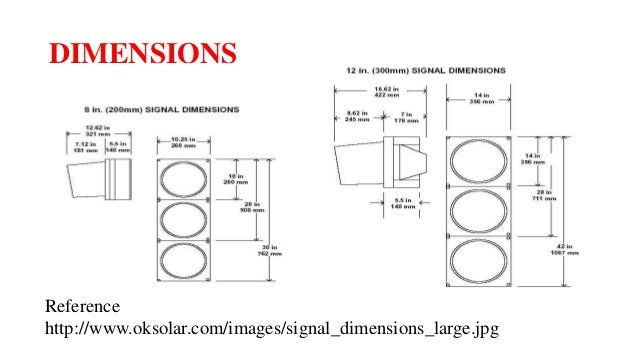 DIMENSIONS
8 in. (200mm) SIGNAL DIMENSIONS
12.62 in
321 mm
7.12 in
181 mm
5.5 in
140 mm
10.25 in
260 mm
10 in
260 mm
20 in
508 mm
30 in
762 mm
12 in. (300mm) SIGNAL DIMENSIONS
16.62 in
422 mm
9.62 in
245 mm
7 in
178 mm
5.5 in
140 mm
14 in
356 mm
14 in
356 mm
28 in
711 mm
42 in
1067 mm
Reference
http://www.oksolar.com/images/signal_dimensions_large.jpg